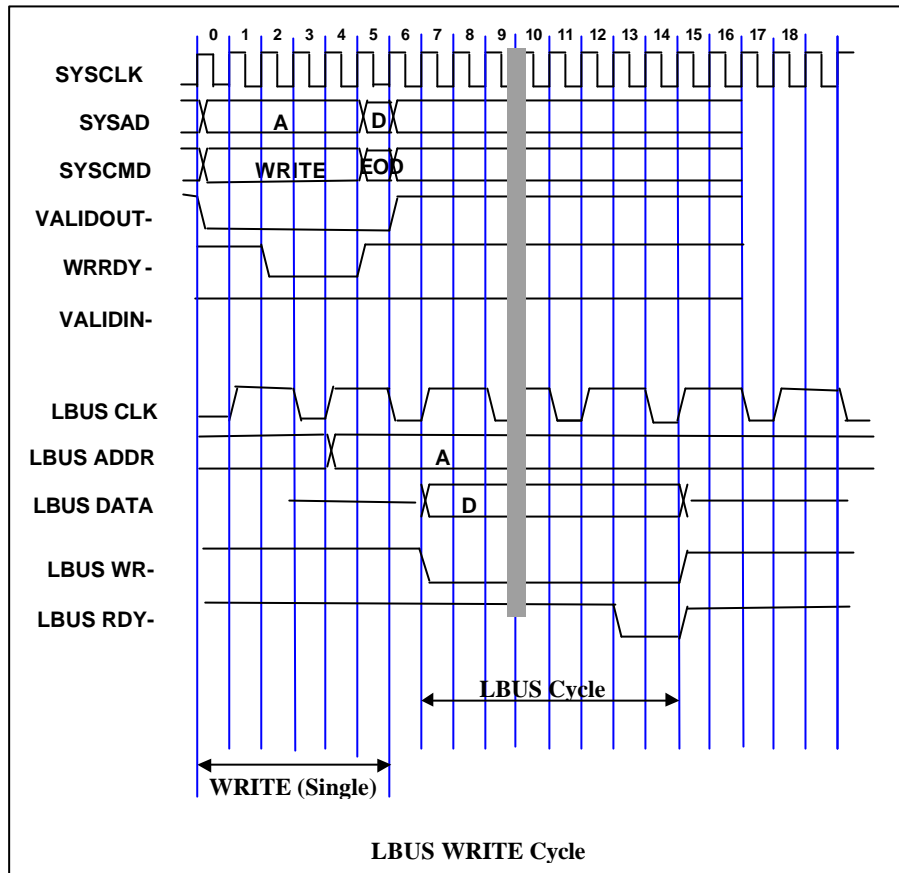 0 1 2 3 4 5 6 7 8 9 10 11 12 13 14 15 16 17 18
SYSCLK
SYSAD A D
SYSCMD WRITE EOD
VALIDOUT-
WRRDY -
VALIDIN-
LBUS CLK
LBUS ADDR A
LBUS DATA D
LBUS WR-
LBUS RDY-
LBUS Cycle
WRITE (Single)
LBUS WRITE Cycle